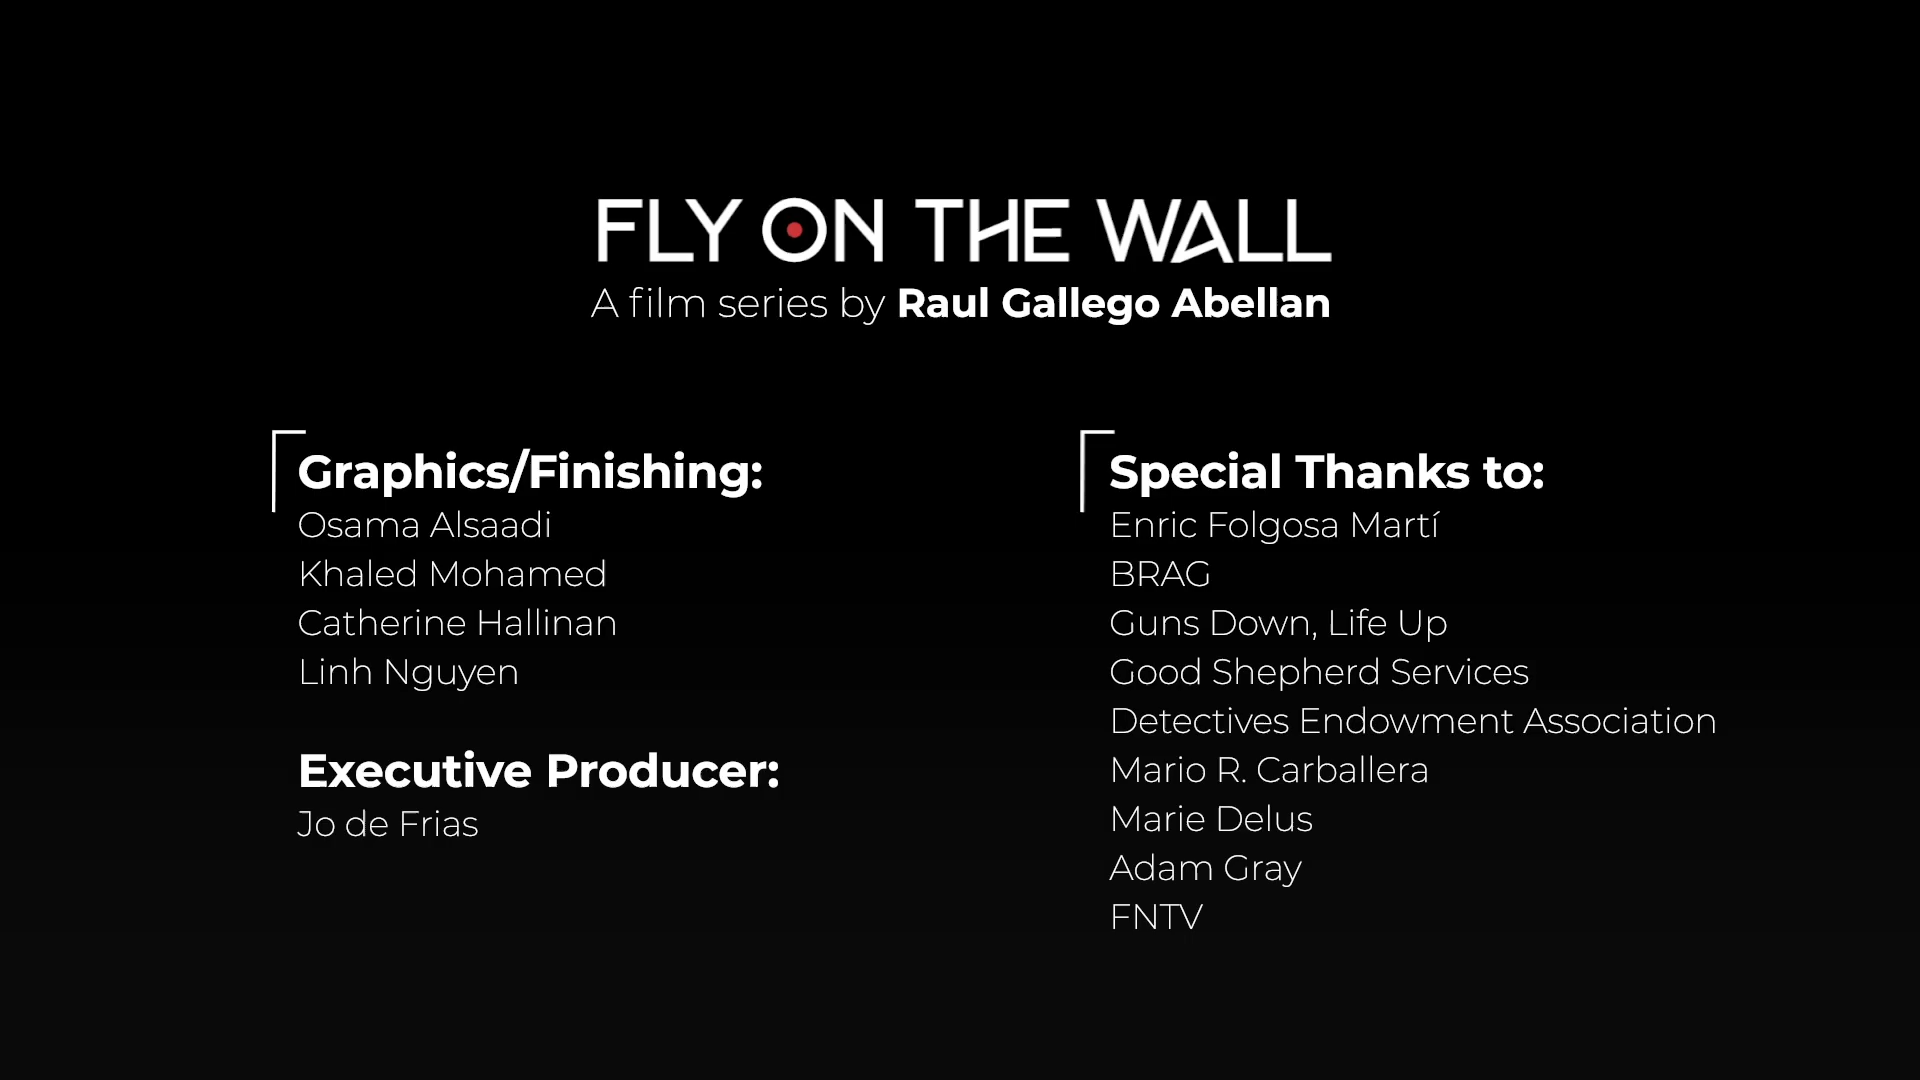 FLY ON THE WALL
A film series by Raul Gallego Abellan
Graphics/Finishing:
Osama Alsaadi
Khaled Mohamed
Catherine Hallinan
Linh Nguyen
Executive Producer:
Jo de Frias
Special Thanks to:
Enric Folgosa Martí
BRAG
Guns Down, Life Up
Good Shepherd Services
Detectives Endowment Association
Mario R. Carballera
Marie Delus
Adam Gray
FNTV